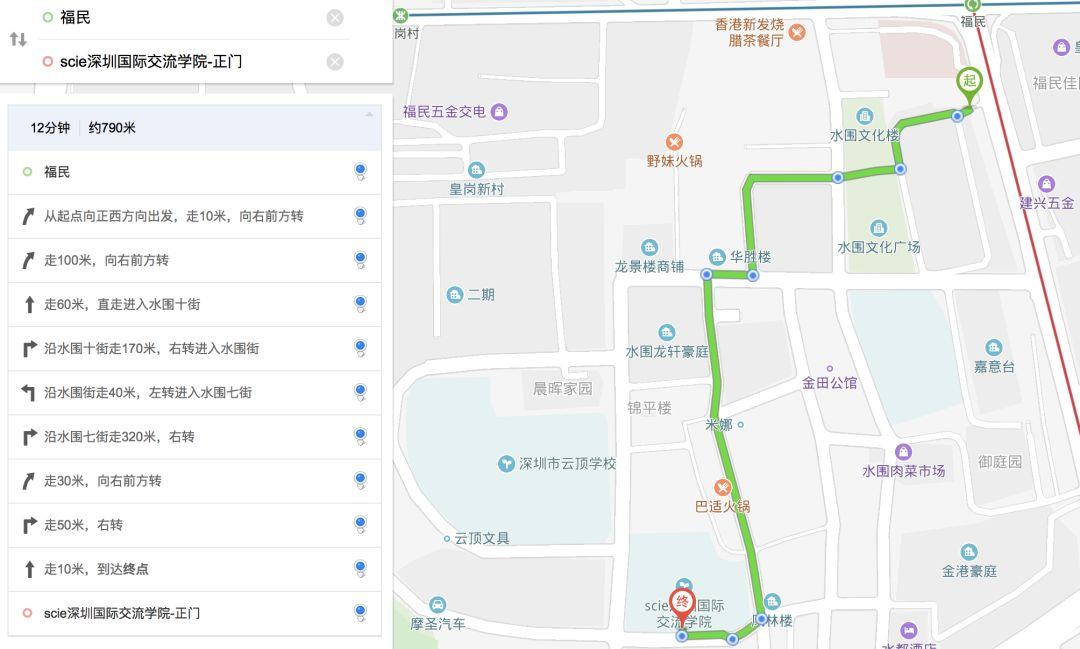 福民
scie深圳国际交流学院-正门
12分钟 约790米
福民
从起点向正西方向出发，走10米，向右前方转
走100米，向右前方转
走60米，直走进入水围十街
沿水围十街走170米，右转进入水围街
沿水围街走40米，左转进入水围七街
沿水围七街走320米，右转
走30米，向右前方转
走50米，右转
走10米，到达终点
scie深圳国际交流学院-正门
岗村
香港新发烧
腊茶餐厅
福民
福民佳
福民五金交电
起
水围文化楼
野妹火锅
皇岗新村
建兴五金
水围文化广场
华胜楼
龙景楼商铺
二期
水围龙轩豪庭
嘉意台
金田公馆
晨晖家园
锦平楼
米娜
深圳市云顶学校
水围肉菜市场
御庭园
巴适火锅
云顶文具
金港豪庭
终
scie
国际
交流学院
林楼
摩圣汽车
水都酒店